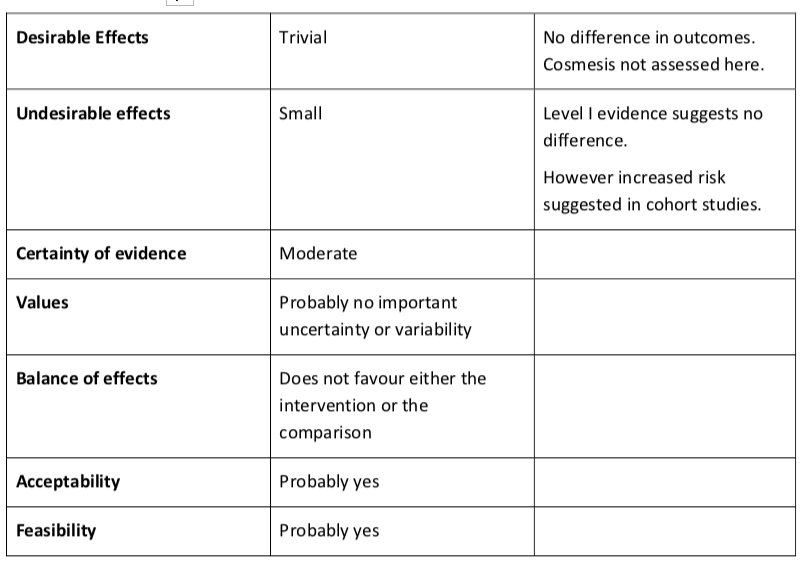 Desirable Effects
Trivial
No difference in outcomes.
Cosmesis not assessed here.
Undesirable effects
Small
Level I evidence suggests no
difference.
However increased risk
suggested in cohort studies.
Certainty of evidence
Moderate
Values
Probably no important
uncertainty or variability
Balance of effects
Does not favour either the
intervention or the
comparison
Acceptability
Probably yes
Feasibility
Probably yes